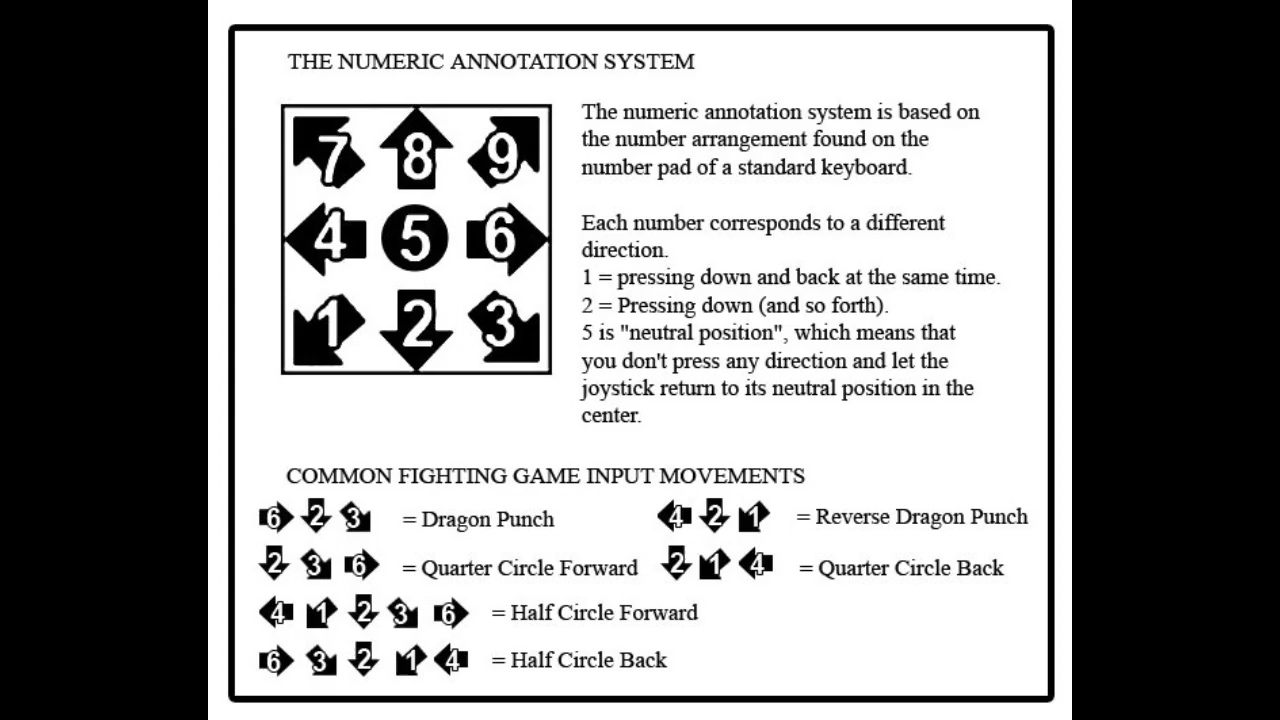 THE NUMERIC ANNOTATION SYSTEM
7 8 9
4 5 6
1 2 3
The numeric annotation system is based on
the number arrangement found on the
number pad of a standard keyboard.
Each number corresponds to a different
direction.
1 = pressing down and back at the same time.
2 = Pressing down (and so forth).
5 is "neutral position", which means that
you don't press any direction and let the
joystick return to its neutral position in the
center.
COMMON FIGHTING GAME INPUT MOVEMENTS
6 2 3 = Dragon Punch
4 2 1 = Reverse Dragon Punch
2 3 6 = Quarter Circle Forward
2 1 4 = Quarter Circle Back
4 1 2 3 6 = Half Circle Forward
6 3 2 1 4 = Half Circle Back